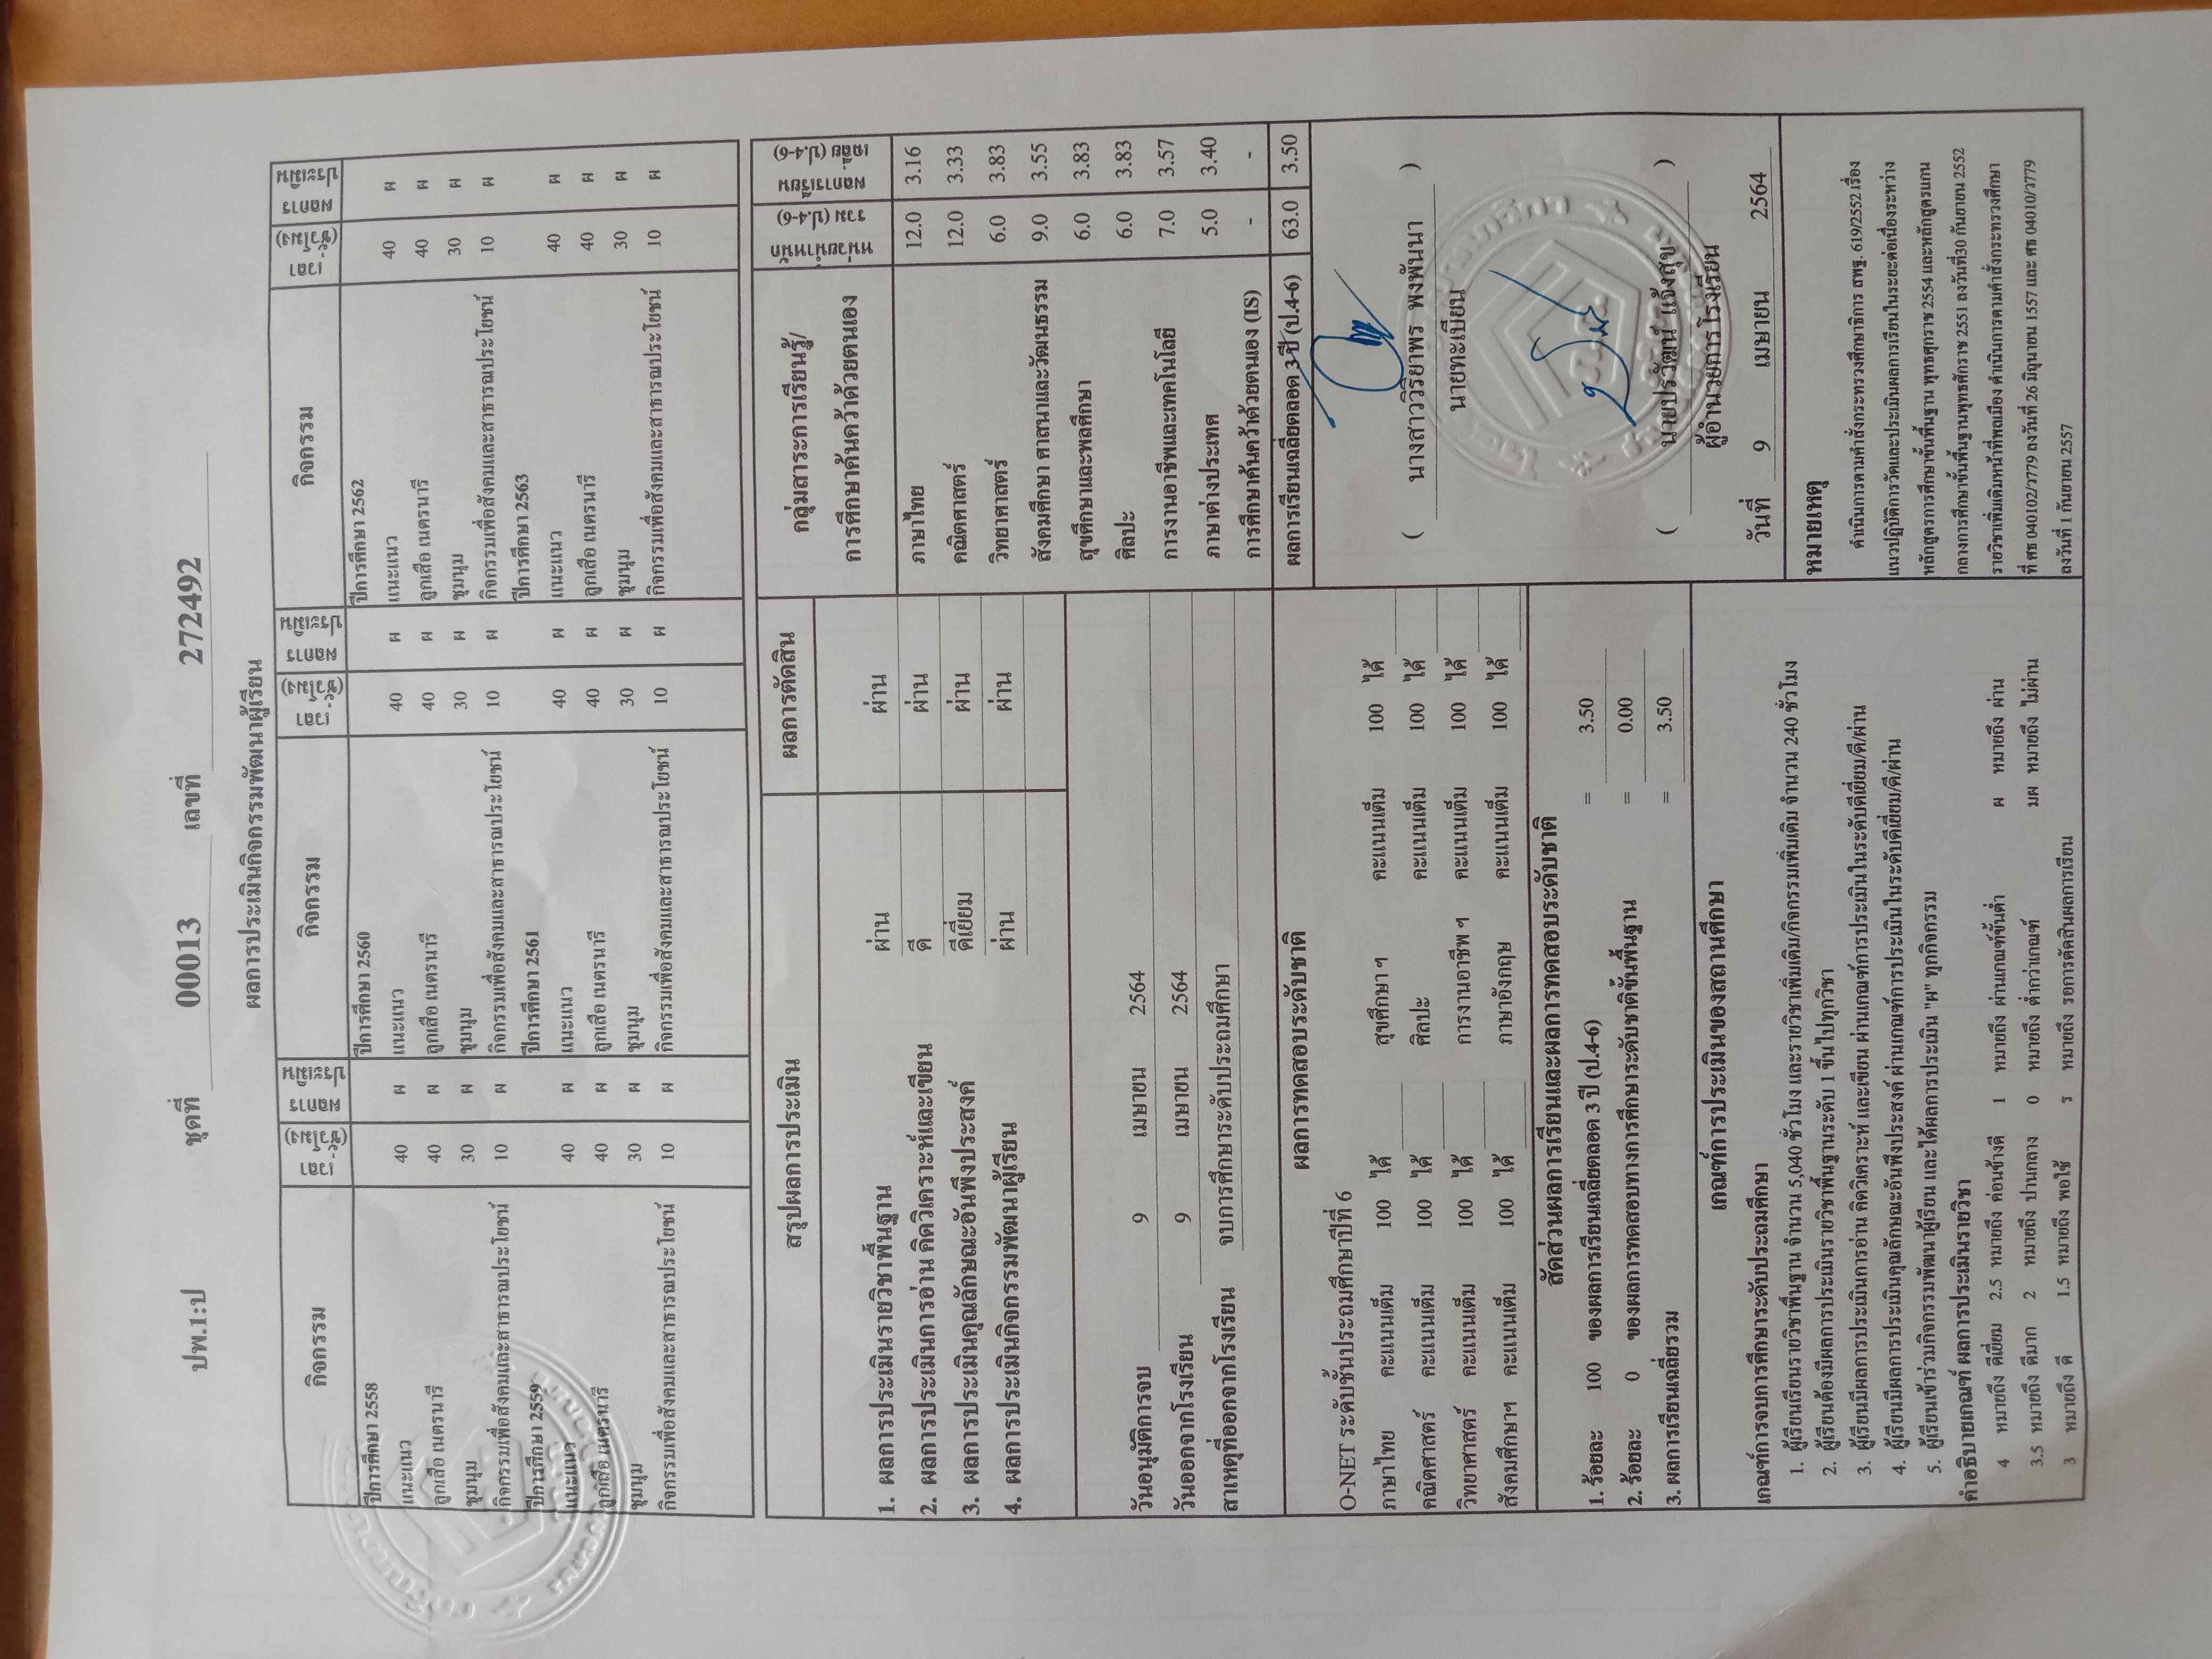 ปพ.1:ป ชุดที่ 00013 เลขที่ 272492
ผลการประเมินกิจกรรมพัฒนาผู้เรียน
กิจกรรม เวลา (ชั่วโมง) ผลการประเมิน กิจกรรม เวลา (ชั่วโมง) ผลการประเมิน กิจกรรม เวลา (ชั่วโมง) ผลการประเมิน
ปีการศึกษา 2558 ปีการศึกษา 2560 ปีการศึกษา 2562
แนะแนว 40 ผ แนะแนว 40 ผ แนะแนว 40 ผ
ลูกเสือ เนตรนารี 40 ผ ลูกเสือ เนตรนารี 40 ผ ลูกเสือ เนตรนารี 40 ผ
ชุมนุม 30 ผ ชุมนุม 30 ผ ชุมนุม 30 ผ
กิจกรรมเพื่อสังคมและสาธารณประโยชน์ 10 ผ กิจกรรมเพื่อสังคมและสาธารณประโยชน์ 10 ผ กิจกรรมเพื่อสังคมและสาธารณประโยชน์ 10 ผ
ปีการศึกษา 2559 ปีการศึกษา 2561 ปีการศึกษา 2563
แนะแนว 40 ผ แนะแนว 40 ผ แนะแนว 40 ผ
ลูกเสือ เนตรนารี 40 ผ ลูกเสือ เนตรนารี 40 ผ ลูกเสือ เนตรนารี 40 ผ
ชุมนุม 30 ผ ชุมนุม 30 ผ ชุมนุม 30 ผ
กิจกรรมเพื่อสังคมและสาธารณประโยชน์ 10 ผ กิจกรรมเพื่อสังคมและสาธารณประโยชน์ 10 ผ กิจกรรมเพื่อสังคมและสาธารณประโยชน์ 10 ผ
สรุปผลการประเมิน ผลการตัดสิน
1. ผลการประเมินรายวิชาพื้นฐาน ผ่าน ผ่าน
2. ผลการประเมินการอ่าน คิดวิเคราะห์และเขียน ดี ผ่าน
3. ผลการประเมินคุณลักษณะอันพึงประสงค์ ดีเยี่ยม ผ่าน
4. ผลการประเมินกิจกรรมพัฒนาผู้เรียน ผ่าน ผ่าน
วันอนุมัติการจบ 9 เมษายน 2564
วันออกจากโรงเรียน 9 เมษายน 2564
สาเหตุที่ออกจากโรงเรียน จบการศึกษาระดับประถมศึกษา
ผลการทดสอบระดับชาติ
O-NET ระดับชั้นประถมศึกษาปีที่ 6
ภาษาไทย คะแนนเต็ม 100 ได้ สุขศึกษา ฯ คะแนนเต็ม 100 ได้
คณิตศาสตร์ คะแนนเต็ม 100 ได้ ศิลปะ คะแนนเต็ม 100 ได้
วิทยาศาสตร์ คะแนนเต็ม 100 ได้ การงานอาชีพ ฯ คะแนนเต็ม 100 ได้
สังคมศึกษาฯ คะแนนเต็ม 100 ได้ ภาษาอังกฤษ คะแนนเต็ม 100 ได้
สัดส่วนผลการเรียนและผลการทดสอบระดับชาติ
1. ร้อยละ 100 ของผลการเรียนเฉลี่ยตลอด 3 ปี (ป.4-6) = 3.50
2. ร้อยละ 0 ของผลการทดสอบทางการศึกษาระดับชาติขั้นพื้นฐาน = 0.00
3. ผลการเรียนเฉลี่ยรวม = 3.50
เกณฑ์การประเมินของสถานศึกษา
เกณฑ์การจบการศึกษาระดับประถมศึกษา
1. ผู้เรียนเรียนรายวิชาพื้นฐาน จำนวน 5,040 ชั่วโมง และรายวิชาเพิ่มเติม/กิจกรรมเพิ่มเติม จำนวน 240 ชั่วโมง
2. ผู้เรียนต้องมีผลการประเมินรายวิชาพื้นฐานระดับ 1 ขึ้นไปทุกวิชา
3. ผู้เรียนมีผลการประเมินการอ่าน คิดวิเคราะห์ และเขียน ผ่านเกณฑ์การประเมินในระดับดีเยี่ยม/ดี/ผ่าน
4. ผู้เรียนมีผลการประเมินคุณลักษณะอันพึงประสงค์ ผ่านเกณฑ์การประเมินในระดับดีเยี่ยม/ดี/ผ่าน
5. ผู้เรียนเข้าร่วมกิจกรรมพัฒนาผู้เรียน และได้ผลการประเมิน "ผ" ทุกกิจกรรม
คำอธิบายเกณฑ์ ผลการประเมินรายวิชา
4 หมายถึง ดีเยี่ยม 2.5 หมายถึง ค่อนข้างดี 1 หมายถึง ผ่านเกณฑ์ขั้นต่ำ ผ หมายถึง ผ่าน
3.5 หมายถึง ดีมาก 2 หมายถึง ปานกลาง 0 หมายถึง ต่ำกว่าเกณฑ์ มผ หมายถึง ไม่ผ่าน
3 หมายถึง ดี 1.5 หมายถึง พอใช้ ร หมายถึง รอการตัดสินผลการเรียน
กลุ่มสาระการเรียนรู้/ การศึกษาค้นคว้าด้วยตนเอง หน่วยน้ำหนัก รวม (ป.4-6) ผลการเรียนเฉลี่ย (ป.4-6)
ภาษาไทย 12.0 3.16
คณิตศาสตร์ 12.0 3.33
วิทยาศาสตร์ 6.0 3.83
สังคมศึกษา ศาสนาและวัฒนธรรม 9.0 3.55
สุขศึกษาและพลศึกษา 6.0 3.83
ศิลปะ 6.0 3.83
การงานอาชีพและเทคโนโลยี 7.0 3.57
ภาษาต่างประเทศ 5.0 3.40
การศึกษาค้นคว้าด้วยตนเอง (IS) - -
ผลการเรียนเฉลี่ยตลอด 3 ปี (ป.4-6) 63.0 3.50
( นางสาววิริยาพร พงพันนา )
นายทะเบียน
( นายปรวัฒน์ แจ้งสุข )
ผู้อำนวยการโรงเรียน
วันที่ 9 เมษายน 2564
หมายเหตุ
ดำเนินการตามคำสั่งกระทรวงศึกษาธิการ สพฐ. 619/2552 เรื่อง
แนวปฏิบัติการวัดและประเมินผลการเรียนในระยะต่อเนื่องระหว่าง
หลักสูตรการศึกษาขั้นพื้นฐาน พุทธศุกราช 2554 และหลักสูตรแกน
กลางการศึกษาขั้นพื้นฐานพุทธศักราช 2551 ลงวันที่30 กันยายน 2552
รายวิชาเพิ่มเติมหน้าที่พลเมือง ดำเนินการตามคำสั่งกระทรวงศึกษา
ที่ ศธ 040102/ว779 ลงวันที่ 26 มิถุนายน 1557 และ ศธ 04010/ว779
ลงวันที่ 1 กันยายน 2557